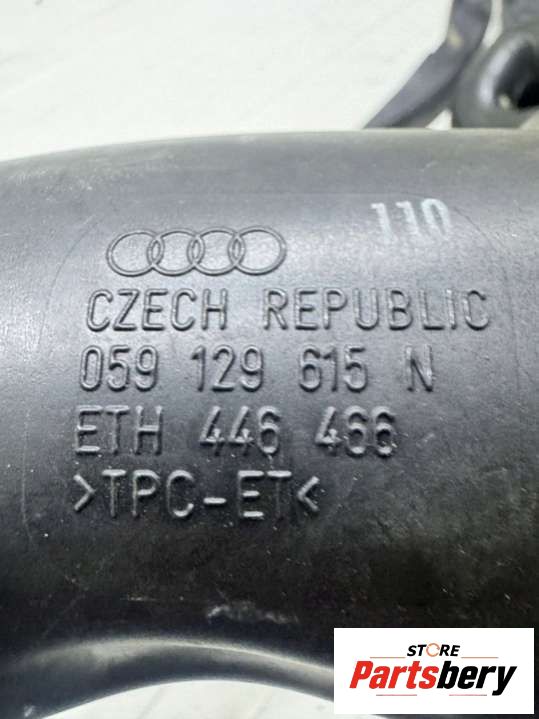 110
CZECH REPUBLIC
059 129 615 N
ETH 446 466
>TPC-ET<
STORE
Partsbery